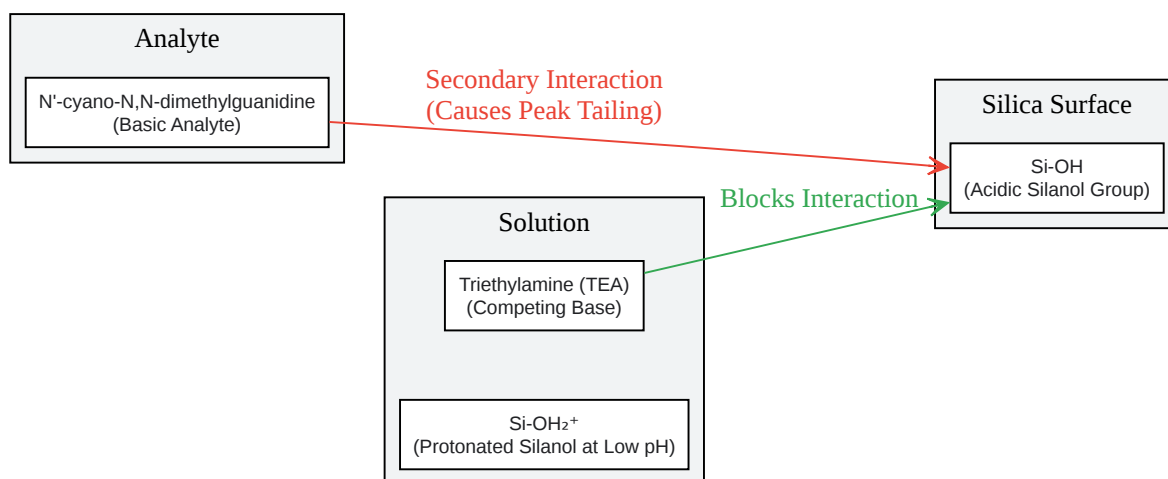 Analyte
N'-cyano-N,N-dimethylguanidine
(Basic Analyte)
Secondary Interaction
(Causes Peak Tailing)
Silica Surface
Si-OH
(Acidic Silanol Group)
Blocks Interaction
Solution
Triethylamine (TEA)
(Competing Base)
Si-OH₂⁺
(Protonated Silanol at Low pH)